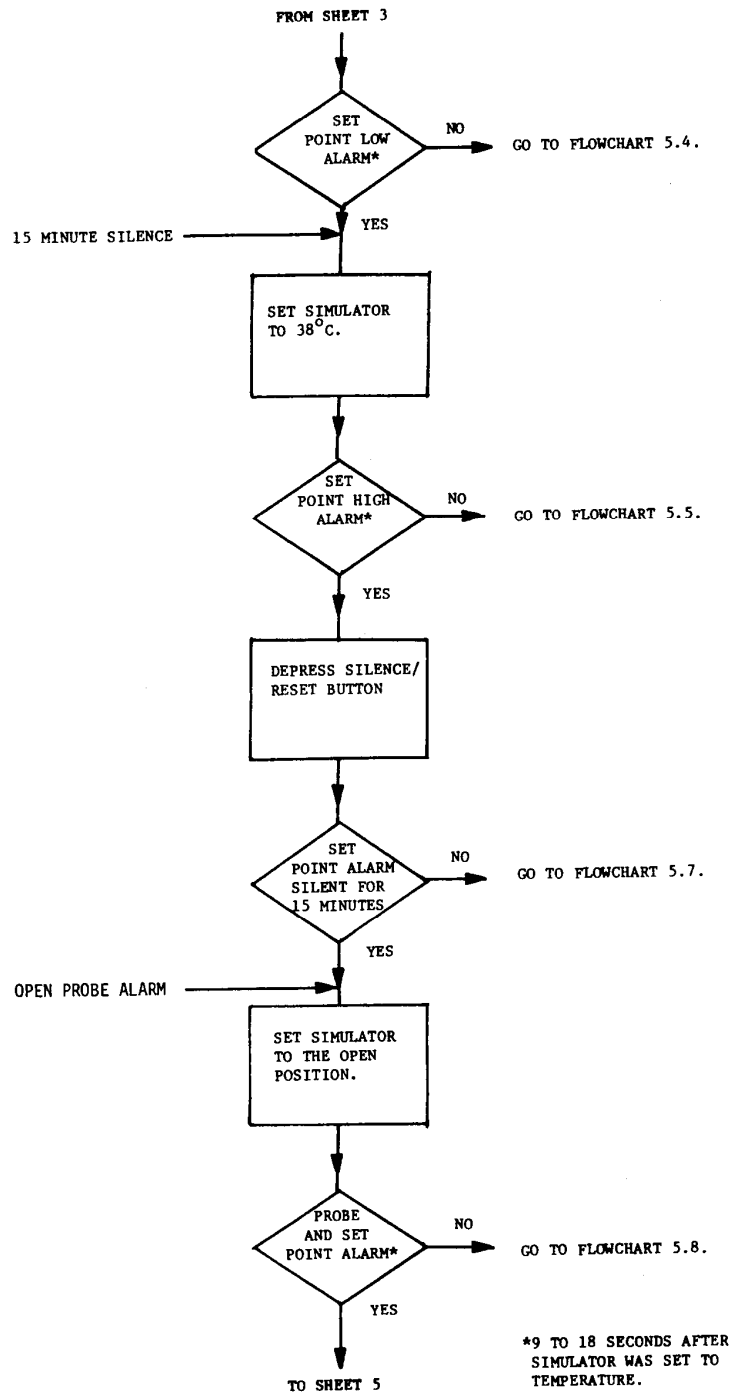 FROM SHEET 3
SET
POINT LOW
ALARM*
NO
GO TO FLOWCHART 5.4.
YES
15 MINUTE SILENCE
SET SIMULATOR
TO 38°C.
SET
POINT HIGH
ALARM*
NO
GO TO FLOWCHART 5.5.
YES
DEPRESS SILENCE/
RESET BUTTON
SET
POINT ALARM
SILENT FOR
15 MINUTES
NO
GO TO FLOWCHART 5.7.
YES
OPEN PROBE ALARM
SET SIMULATOR
TO THE OPEN
POSITION.
PROBE
AND SET
POINT ALARM*
NO
GO TO FLOWCHART 5.8.
YES
TO SHEET 5
*9 TO 18 SECONDS AFTER
SIMULATOR WAS SET TO
TEMPERATURE.